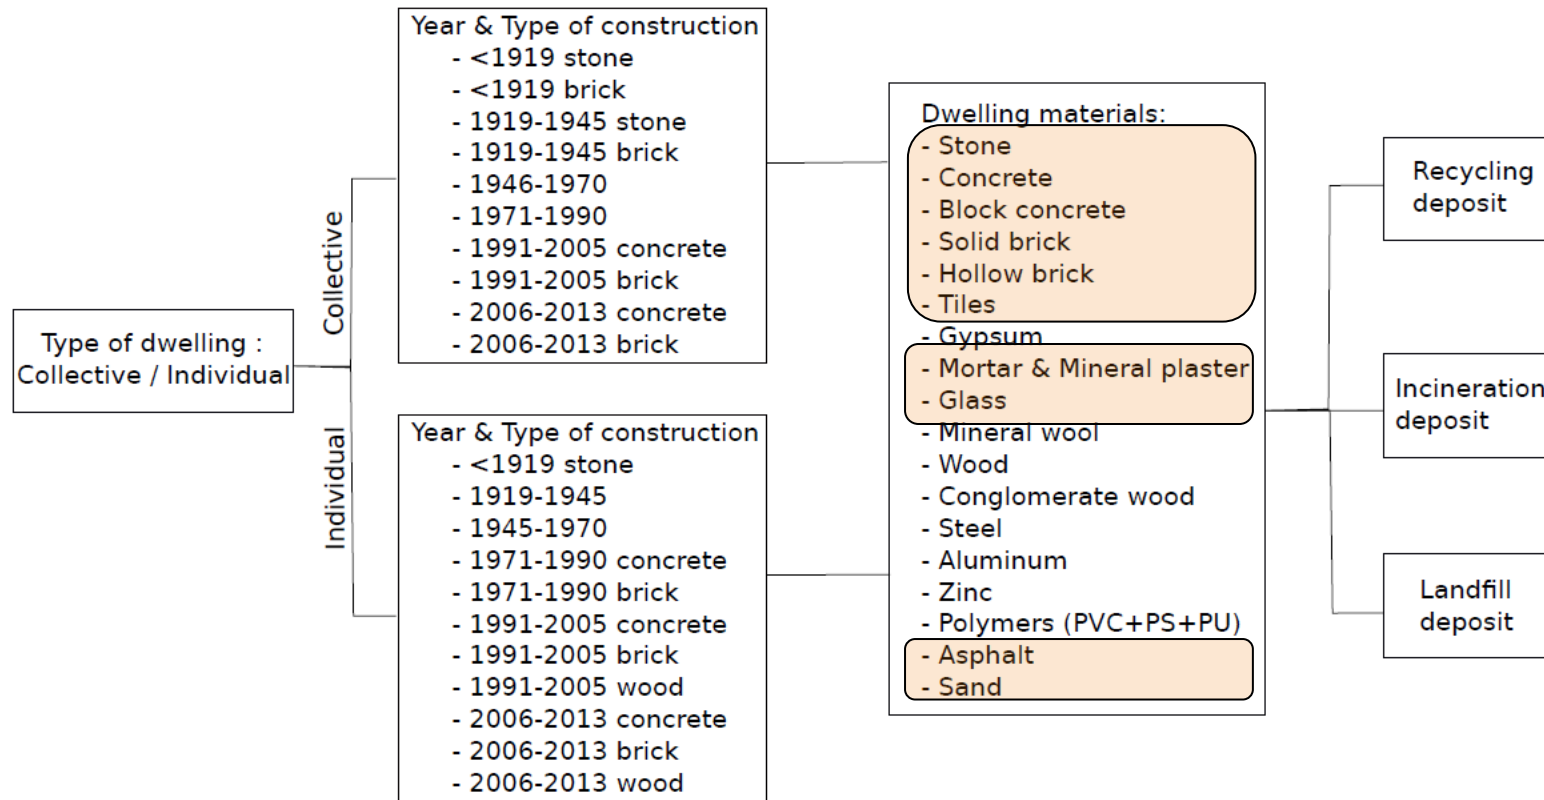 Type of dwelling :
Collective / Individual
Collective
Individual
Year & Type of construction
- <1919 stone
- <1919 brick
- 1919-1945 stone
- 1919-1945 brick
- 1946-1970
- 1971-1990
- 1991-2005 concrete
- 1991-2005 brick
- 2006-2013 concrete
- 2006-2013 brick
Year & Type of construction
- <1919 stone
- 1919-1945
- 1945-1970
- 1971-1990 concrete
- 1971-1990 brick
- 1991-2005 concrete
- 1991-2005 brick
- 1991-2005 wood
- 2006-2013 concrete
- 2006-2013 brick
- 2006-2013 wood
Dwelling materials:
- Stone
- Concrete
- Block concrete
- Solid brick
- Hollow brick
- Tiles
- Gypsum
- Mortar & Mineral plaster
- Glass
- Mineral wool
- Wood
- Conglomerate wood
- Steel
- Aluminum
- Zinc
- Polymers (PVC+PS+PU)
- Asphalt
- Sand
Recycling
deposit
Incineration
deposit
Landfill
deposit